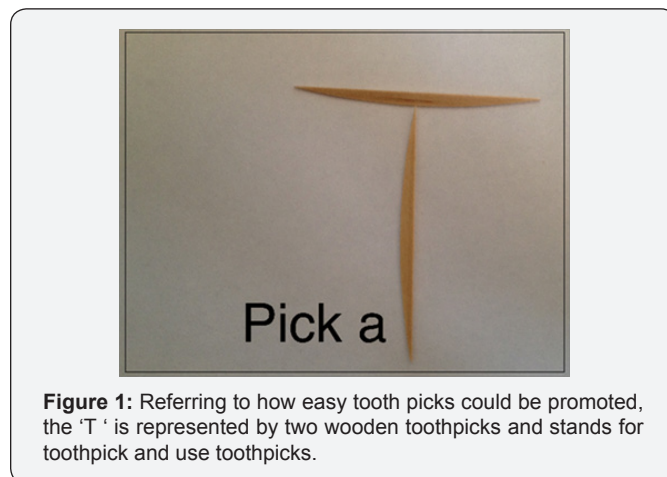 Pick a
Figure 1: Referring to how easy tooth picks could be promoted,
the ‘T ‘ is represented by two wooden toothpicks and stands for
toothpick and use toothpicks.